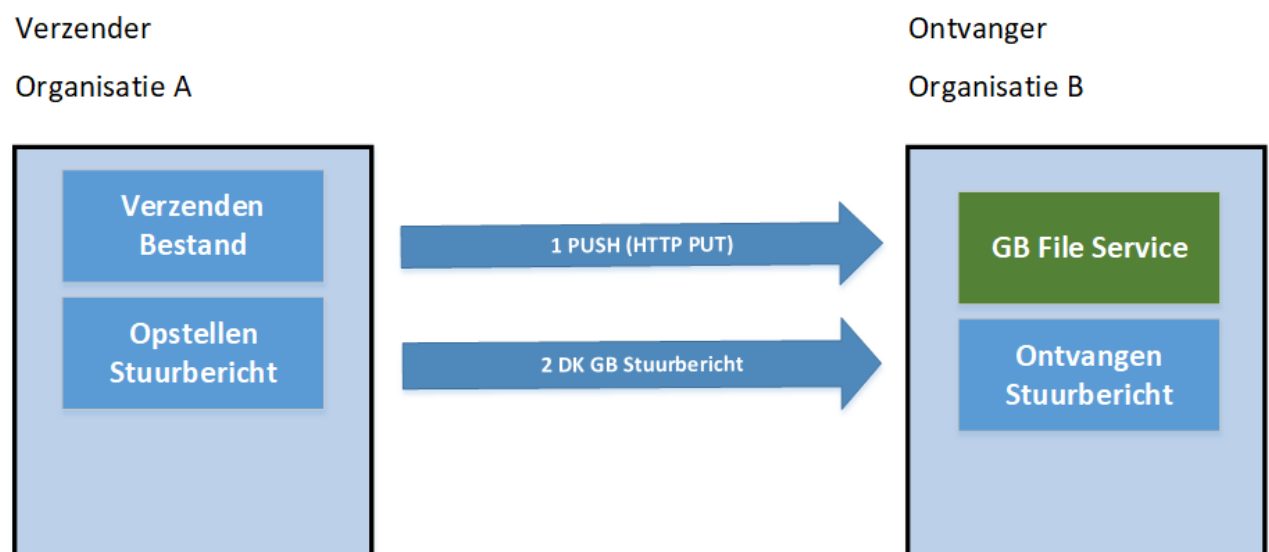 Verzender
Organisatie A
Ontvanger
Organisatie B
Verzenden
Bestand
Opstellen
Stuurbericht
1 PUSH (HTTP PUT)
2 DK GB Stuurbericht
GB File Service
Ontvangen
Stuurbericht